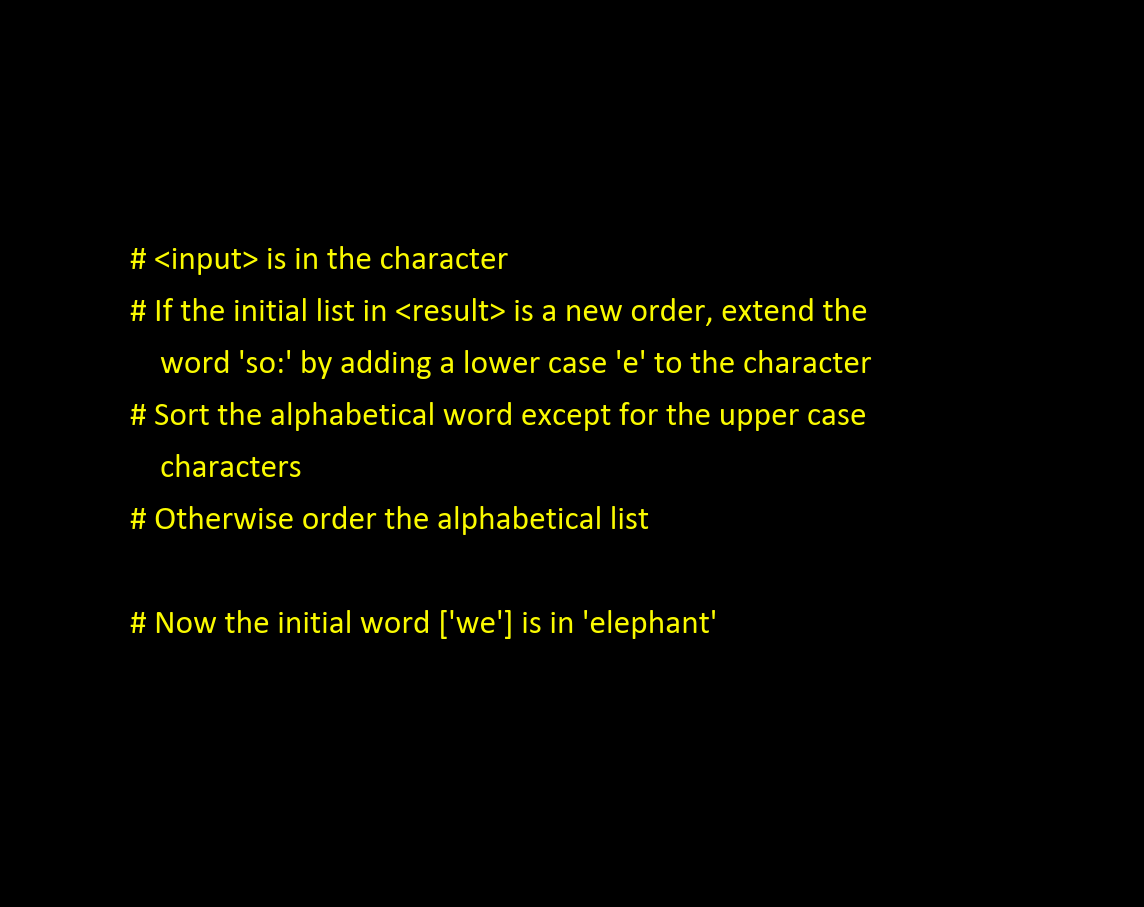 # <input> is in the character
# If the initial list in <result> is a new order, extend the
word 'so:' by adding a lower case 'e' to the character
# Sort the alphabetical word except for the upper case
characters
# Otherwise order the alphabetical list
# Now the initial word ['we'] is in 'elephant'